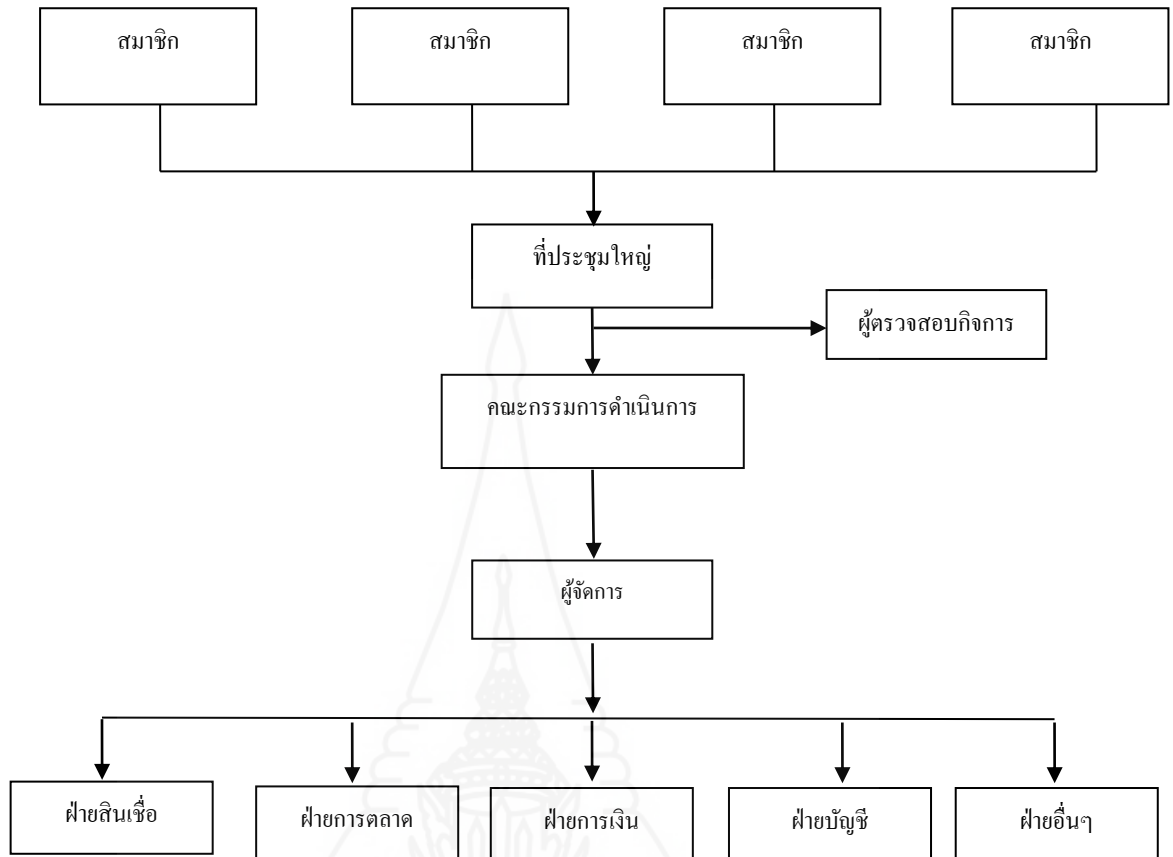 สมาชิก
สมาชิก
สมาชิก
สมาชิก
ที่ประชุมใหญ่
ผู้ตรวจสอบกิจการ
คณะกรรมการดำเนินการ
ผู้จัดการ
ฝ่ายสินเชื่อ
ฝ่ายการตลาด
ฝ่ายการเงิน
ฝ่ายบัญชี
ฝ่ายอื่นๆ